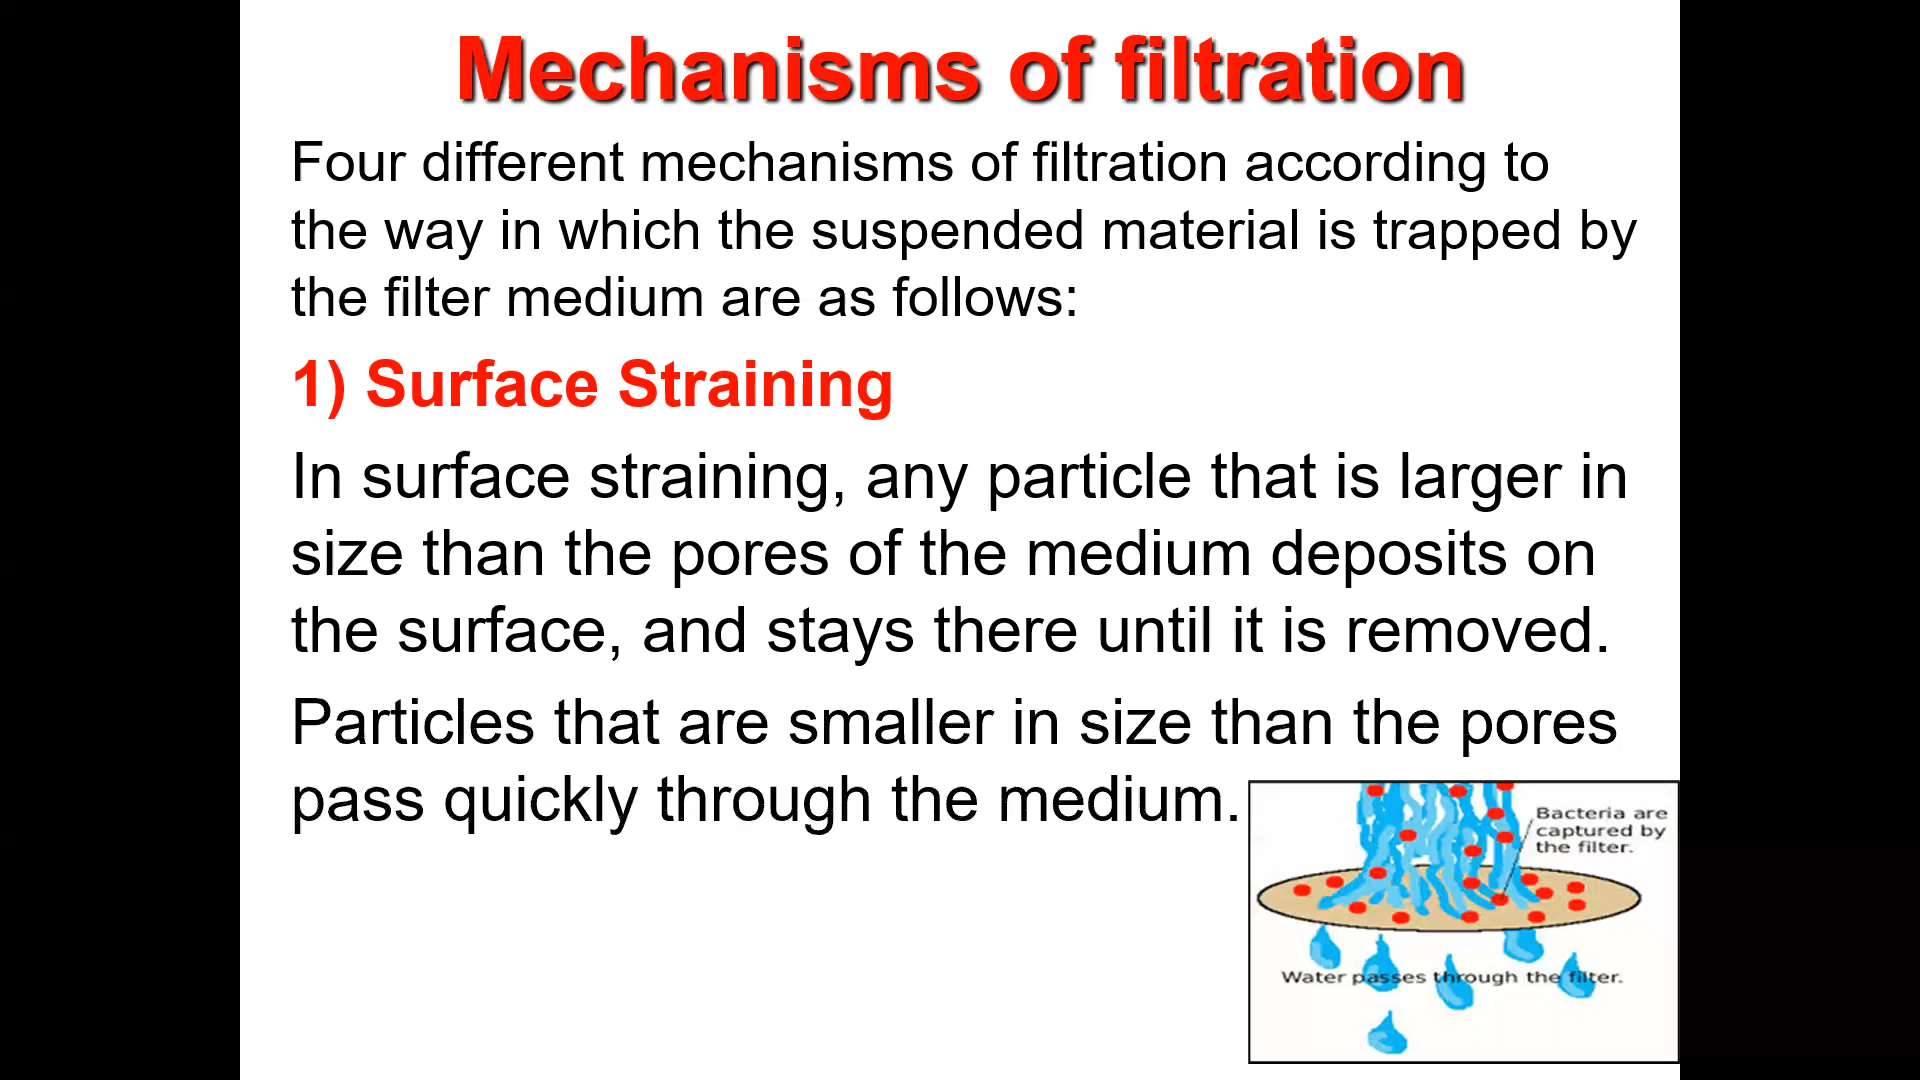 Mechanisms of filtration
Four different mechanisms of filtration according to
the way in which the suspended material is trapped by
the filter medium are as follows:
1) Surface Straining
In surface straining, any particle that is larger in
size than the pores of the medium deposits on
the surface, and stays there until it is removed.
Particles that are smaller in size than the pores
pass quickly through the medium.
Bacteria are
captured by
the filter.
Water passes through the filter.